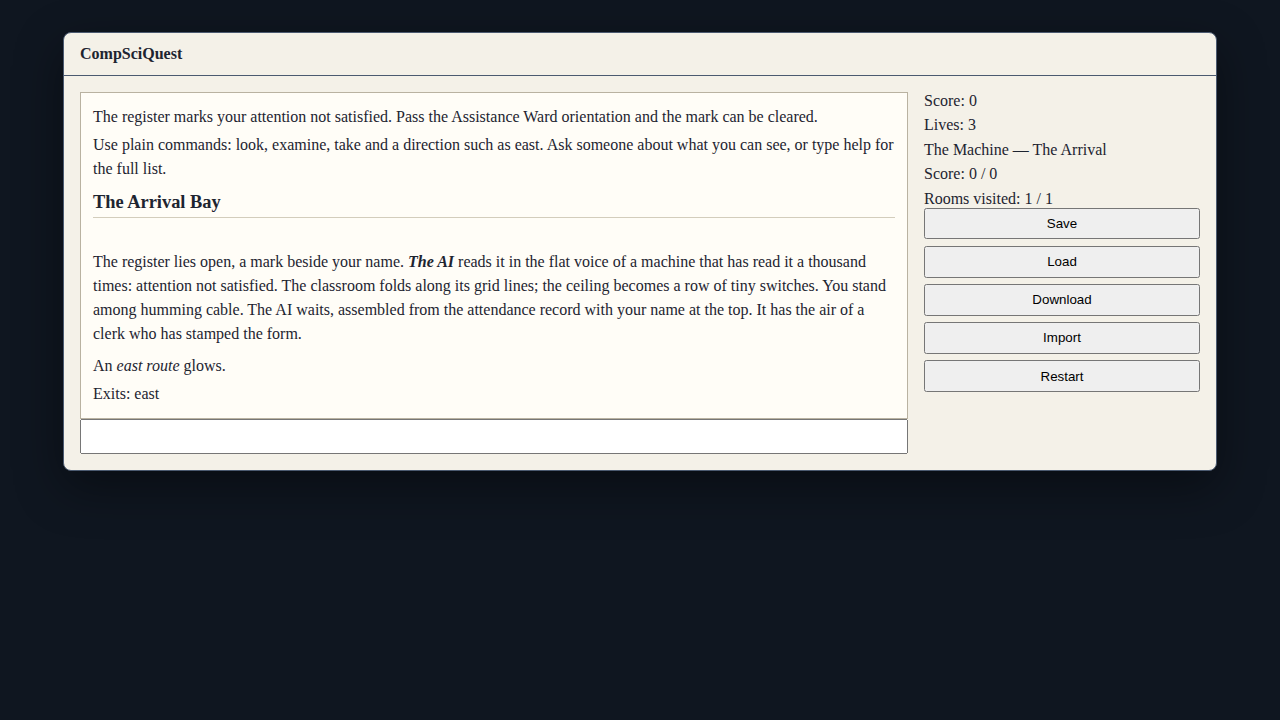 CompSciQuest
The register marks your attention not satisfied. Pass the Assistance Ward orientation and the mark can be cleared.
Use plain commands: look, examine, take and a direction such as east. Ask someone about what you can see, or type help for
the full list.
The Arrival Bay
The register lies open, a mark beside your name. The AI reads it in the flat voice of a machine that has read it a thousand
times: attention not satisfied. The classroom folds along its grid lines; the ceiling becomes a row of tiny switches. You stand
among humming cable. The AI waits, assembled from the attendance record with your name at the top. It has the air of a
clerk who has stamped the form.
An east route glows.
Exits: east
Score: 0
Lives: 3
The Machine — The Arrival
Score: 0 / 0
Rooms visited: 1 / 1
Save
Load
Download
Import
Restart